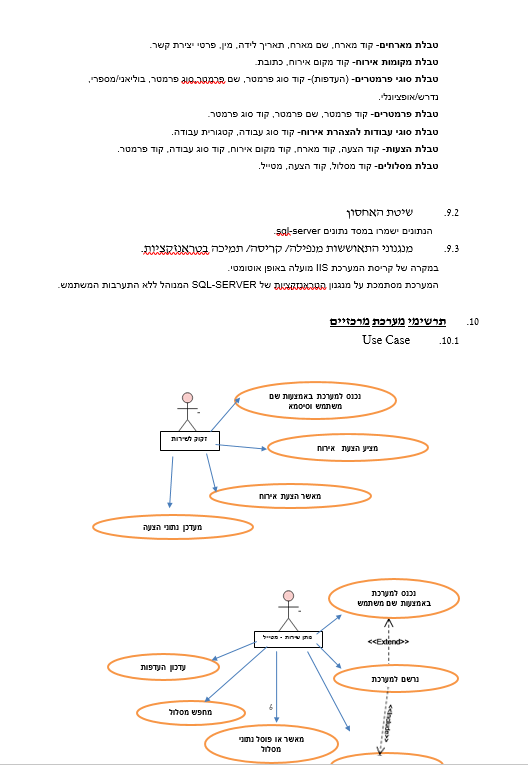 טבלת מארחים- קוד מארח, שם מארח, תאריך לידה, מין, פרטי יצירת קשר.
טבלת מקומות אירוח- קוד מקום אירוח, כתובת.
טבלת סוגי פרמטרים- (העדפות)- קוד סוג פרמטר, שם פרמטר,סוג פרמטר, בוליאני/מספרי,
נדרש/אופציונלי.
טבלת פרמטרים- קוד פרמטר, שם פרמטר, קוד סוג פרמטר.
טבלת סוגי עבודות להצהרת אירוח- קוד סוג עבודה, קטגורית עבודה.
טבלת הצעות- קוד הצעה, קוד מארח, קוד מקום אירוח, קוד סוג עבודה, קוד פרמטר.
טבלת מסלולים- קוד מסלול, קוד הצעה, מטייל.
9.2. שיטת האחסון
הנתונים ישמרו במסד נתונים sql-server.
9.3. מנגנוני התאוששות מנפילה/ קריסה/ תמיכה בטראנזקציות.
במקרה של קריסת המערכת IIS מועלה באופן אוטומטי.
המערכת מסתמכת על מנגנון הטראנזקציות של SQL-SERVER המנוהל ללא התערבות המשתמש.
10. תרשימי מערכת מרכזיים
10.1. Use Case
נכנס למערכת באמצעות שם
משתמש וסיסמא
זקוק לשירות
מציע הצעת אירוח
מאשר הצעת אירוח
מעדכן נתוני הצעה
נכנס למערכת
באמצעות שם משתמש
נותן שירות - מטייל
<<Extend>>
עדכון העדפות
נרשם למערכת
מחפש מסלול
6
<<Include>>
מאשר או פוסל נתוני
מסלול